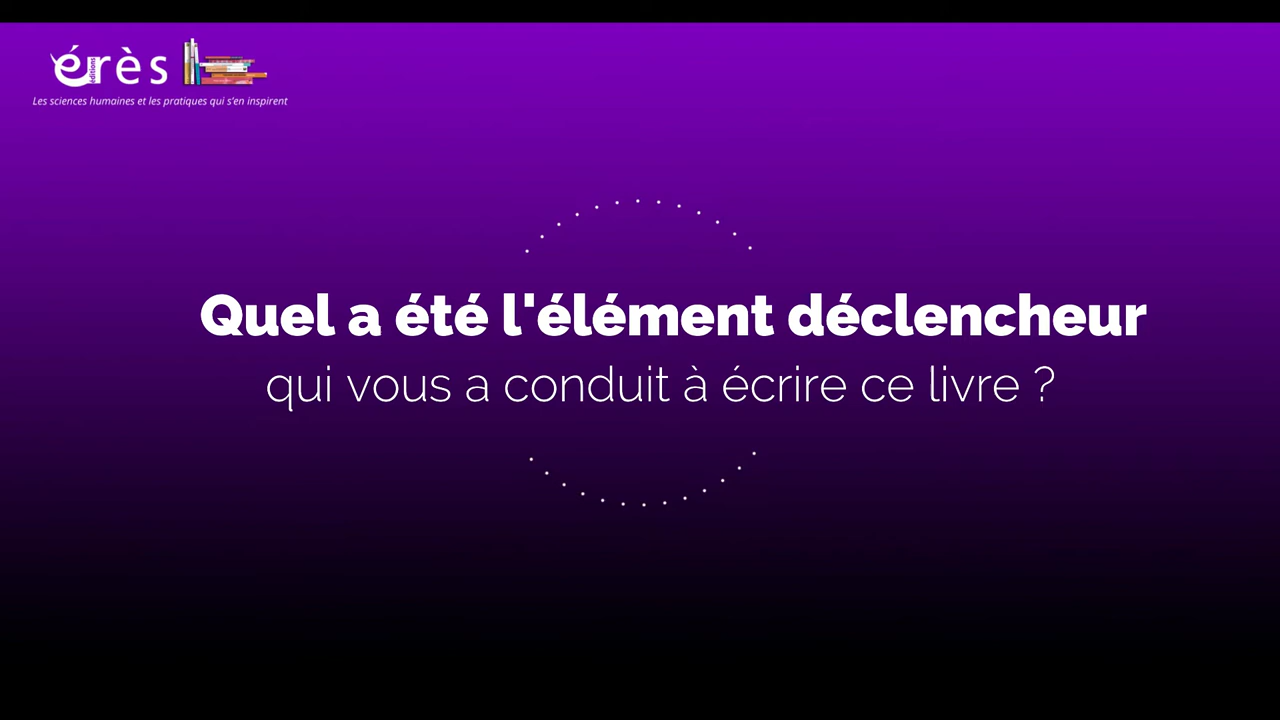 érès
éditions
Les sciences humaines et les pratiques qui s'en inspirent
Quel a été l'élément déclencheur
qui vous a conduit à écrire ce livre ?